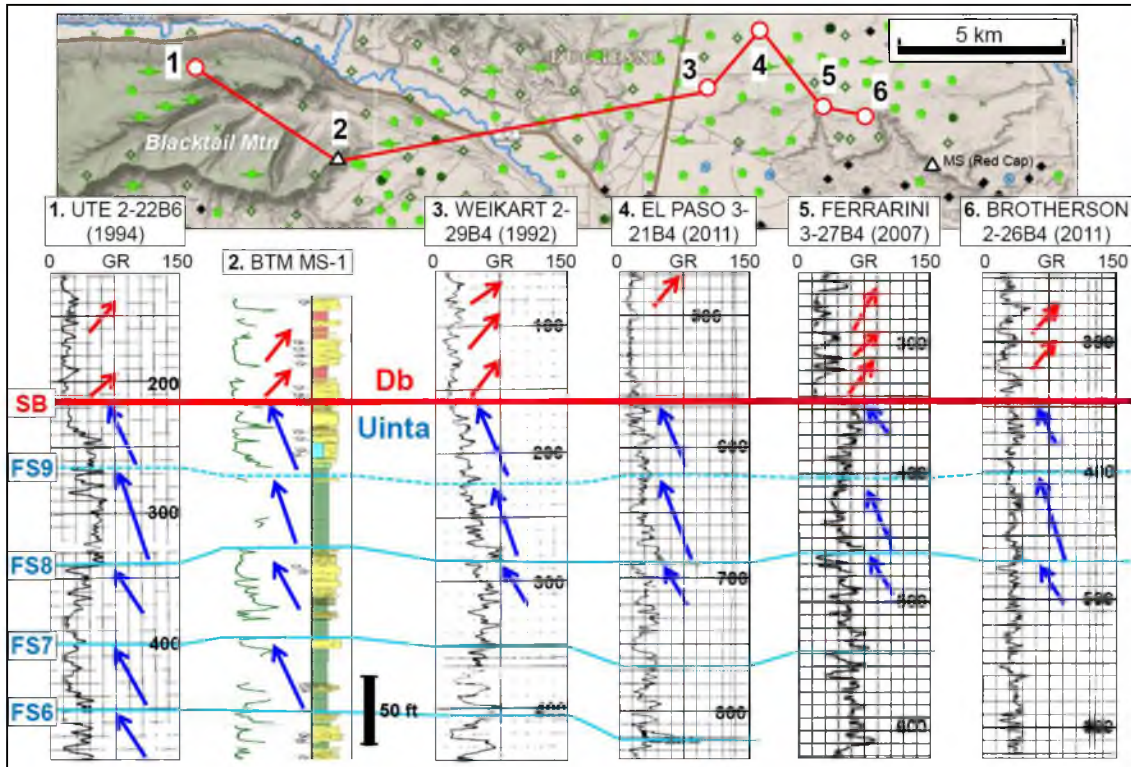 DUCHESNE
5 km
1
2
3
4
5
6
Blacktail Mtn
MS (Red Cap)
1. UTE 2-22B6
(1994)
2. BTM MS-1
3. WEIKART 2-
29B4 (1992)
4. EL PASO 3-
21B4 (2011)
5. FERRARINI
3-27B4 (2007)
6. BROTHERSON
2-26B4 (2011)
0 GR 150
0 GR 150
0 GR 150
0 GR 150
0 GR 150
200
300
400
100
200
300
400
500
600
700
800
300
400
500
600
SB
Db
Uinta
FS9
FS8
FS7
FS6
50 ft